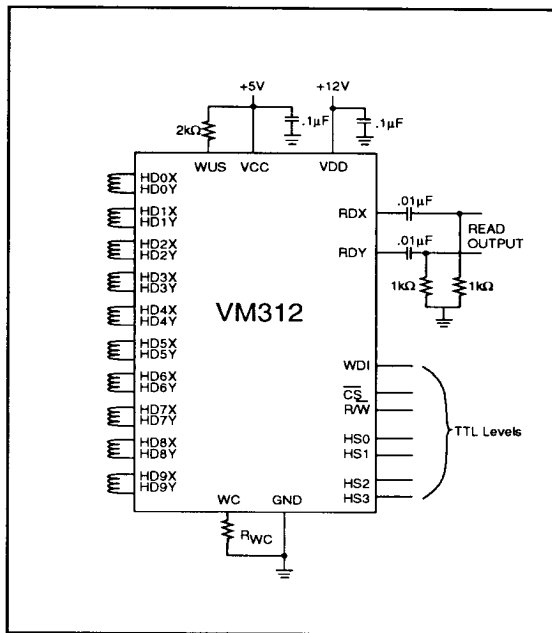 +5V
+12V
2kΩ
.1µF
.1µF
WUS
VCC
VDD
HD0X
HD0Y
HD1X
HD1Y
HD2X
HD2Y
HD3X
HD3Y
HD4X
HD4Y
HD5X
HD5Y
HD6X
HD6Y
HD7X
HD7Y
HD8X
HD8Y
HD9X
HD9Y
VM312
RDX
.01µF
READ
OUTPUT
RDY
.01µF
1kΩ
1kΩ
WDI
C̅S̅
R/W̅
HS0
HS1
HS2
HS3
TTL Levels
WC
GND
RWC